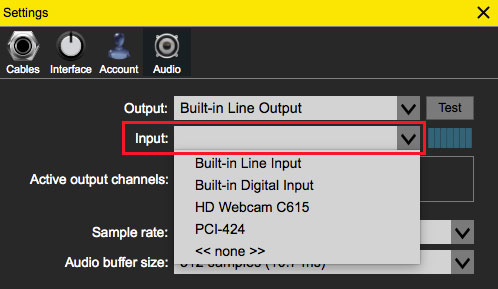 Settings
Cables Interface Account Audio
Output: Built-in Line Output Test
Input:
Built-in Line Input
Built-in Digital Input
Active output channels:
HD Webcam C615
PCI-424
Sample rate:
<< none >>
Audio buffer size: